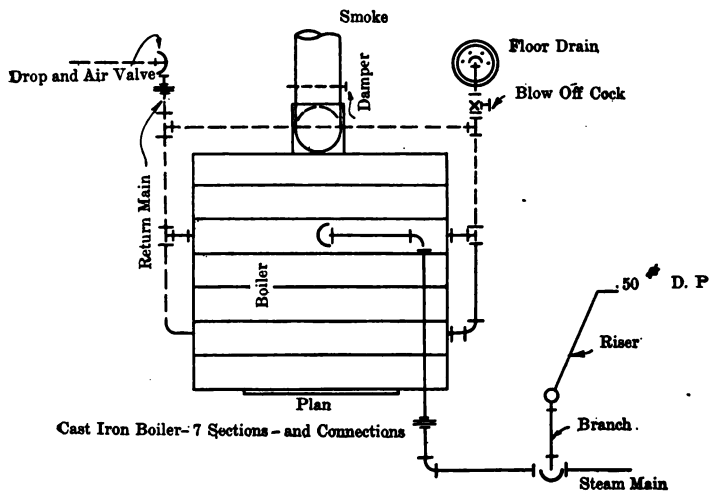 Smoke
Floor Drain
Drop and Air Valve
Damper
Blow Off Cock
Return Main
Boiler
.50 D. P
Riser
Plan
Cast Iron Boiler-7 Sections-and Connections
Branch.
Steam Main